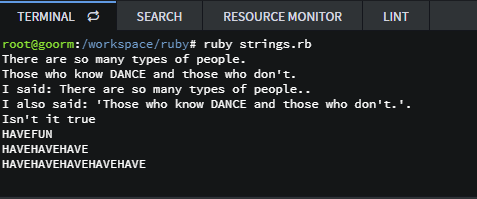 TERMINAL SEARCH RESOURCE MONITOR LINT
root@goorm:/workspace/ruby# ruby strings.rb
There are so many types of people.
Those who know DANCE and those who don't.
I said: There are so many types of people..
I also said: 'Those who know DANCE and those who don't.'.
Isn't it true
HAVEFUN
HAVEHAVEHAVE
HAVEHAVEHAVEHAVEHAVE